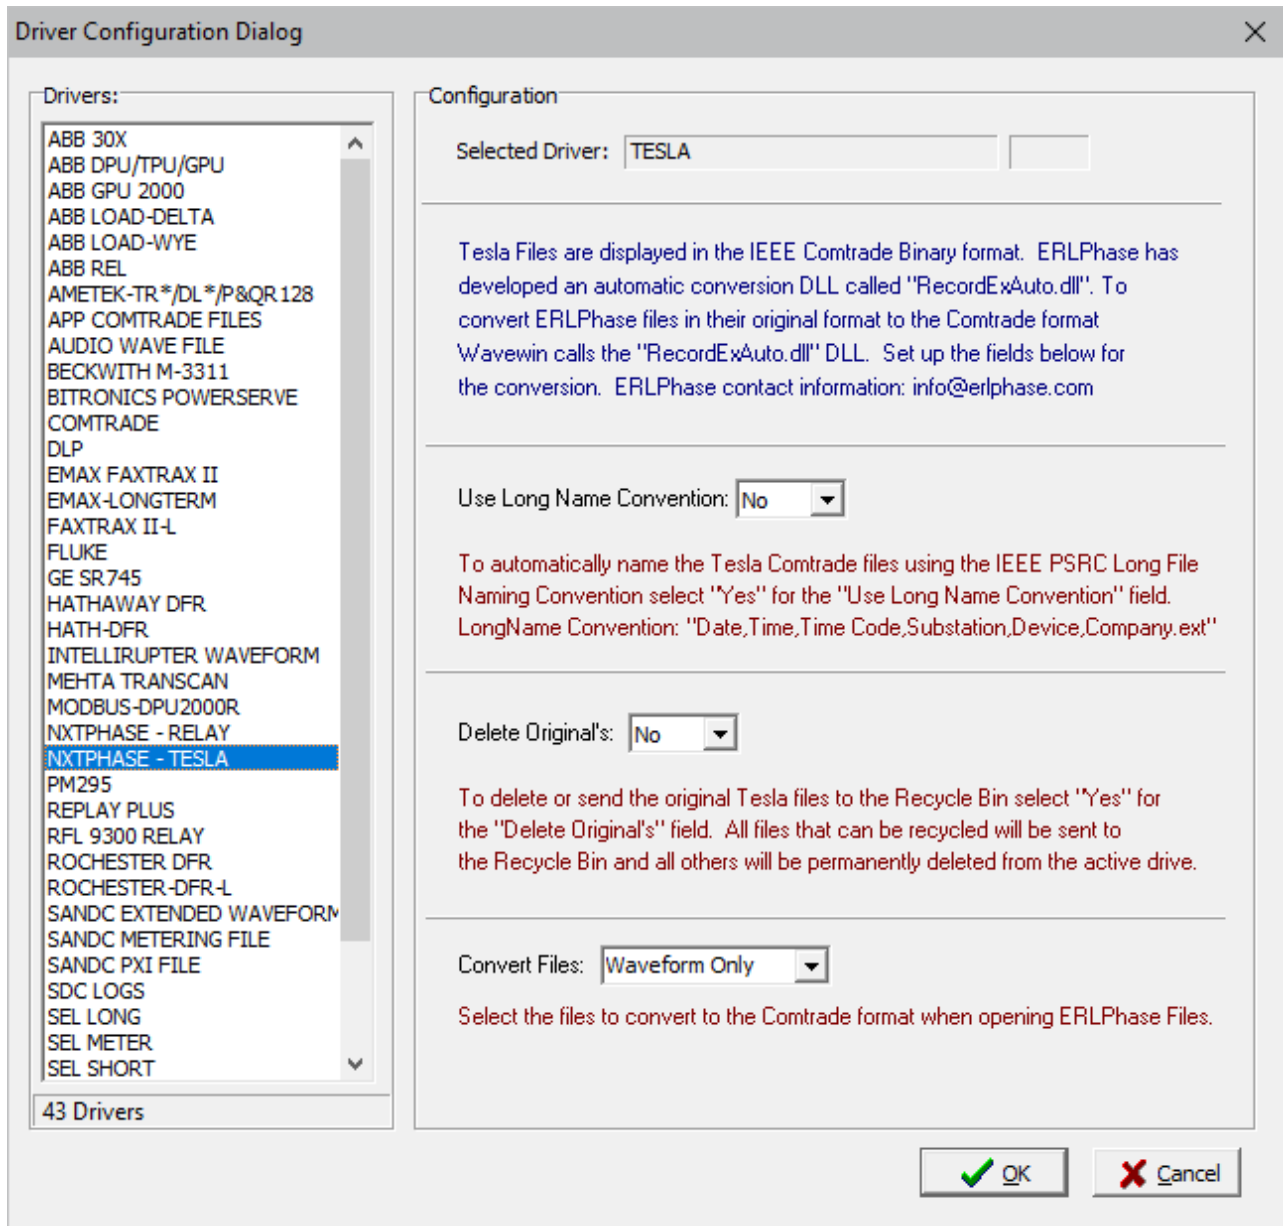 Driver Configuration Dialog
Drivers:
ABB 30X
ABB DPU/TPU/GPU
ABB GPU 2000
ABB LOAD-DELTA
ABB LOAD-WYE
ABB REL
AMETEK-TR*/DL*/P&QR128
APP COMTRADE FILES
AUDIO WAVE FILE
BECKWITH M-3311
BITRONICS POWERSERVE
COMTRADE
DLP
EMAX FAXTRAX II
EMAX-LONGTERM
FAXTRAX II-L
FLUKE
GE SR745
HATHAWAY DFR
HATH-DFR
INTELLIRUPTER WAVEFORM
MEHTA TRANSCAN
MODBUS-DPU2000R
NXTPHASE - RELAY
NXTPHASE - TESLA
PM295
REPLAY PLUS
RFL 9300 RELAY
ROCHESTER DFR
ROCHESTER-DFR-L
SANDC EXTENDED WAVEFORM
SANDC METERING FILE
SANDC PXI FILE
SDC LOGS
SEL LONG
SEL METER
SEL SHORT
43 Drivers
Configuration
Selected Driver: TESLA
Tesla Files are displayed in the IEEE Comtrade Binary format. ERLPhase has
developed an automatic conversion DLL called "RecordExAuto.dll". To
convert ERLPhase files in their original format to the Comtrade format
Wavewin calls the "RecordExAuto.dll" DLL. Set up the fields below for
the conversion. ERLPhase contact information: info@erlphase.com
Use Long Name Convention: No
To automatically name the Tesla Comtrade files using the IEEE PSRC Long File
Naming Convention select "Yes" for the "Use Long Name Convention" field.
LongName Convention: "Date,Time,Time Code,Substation,Device,Company.ext"
Delete Original's: No
To delete or send the original Tesla files to the Recycle Bin select "Yes" for
the "Delete Original's" field. All files that can be recycled will be sent to
the Recycle Bin and all others will be permanently deleted from the active drive.
Convert Files: Waveform Only
Select the files to convert to the Comtrade format when opening ERLPhase Files.
OK
Cancel